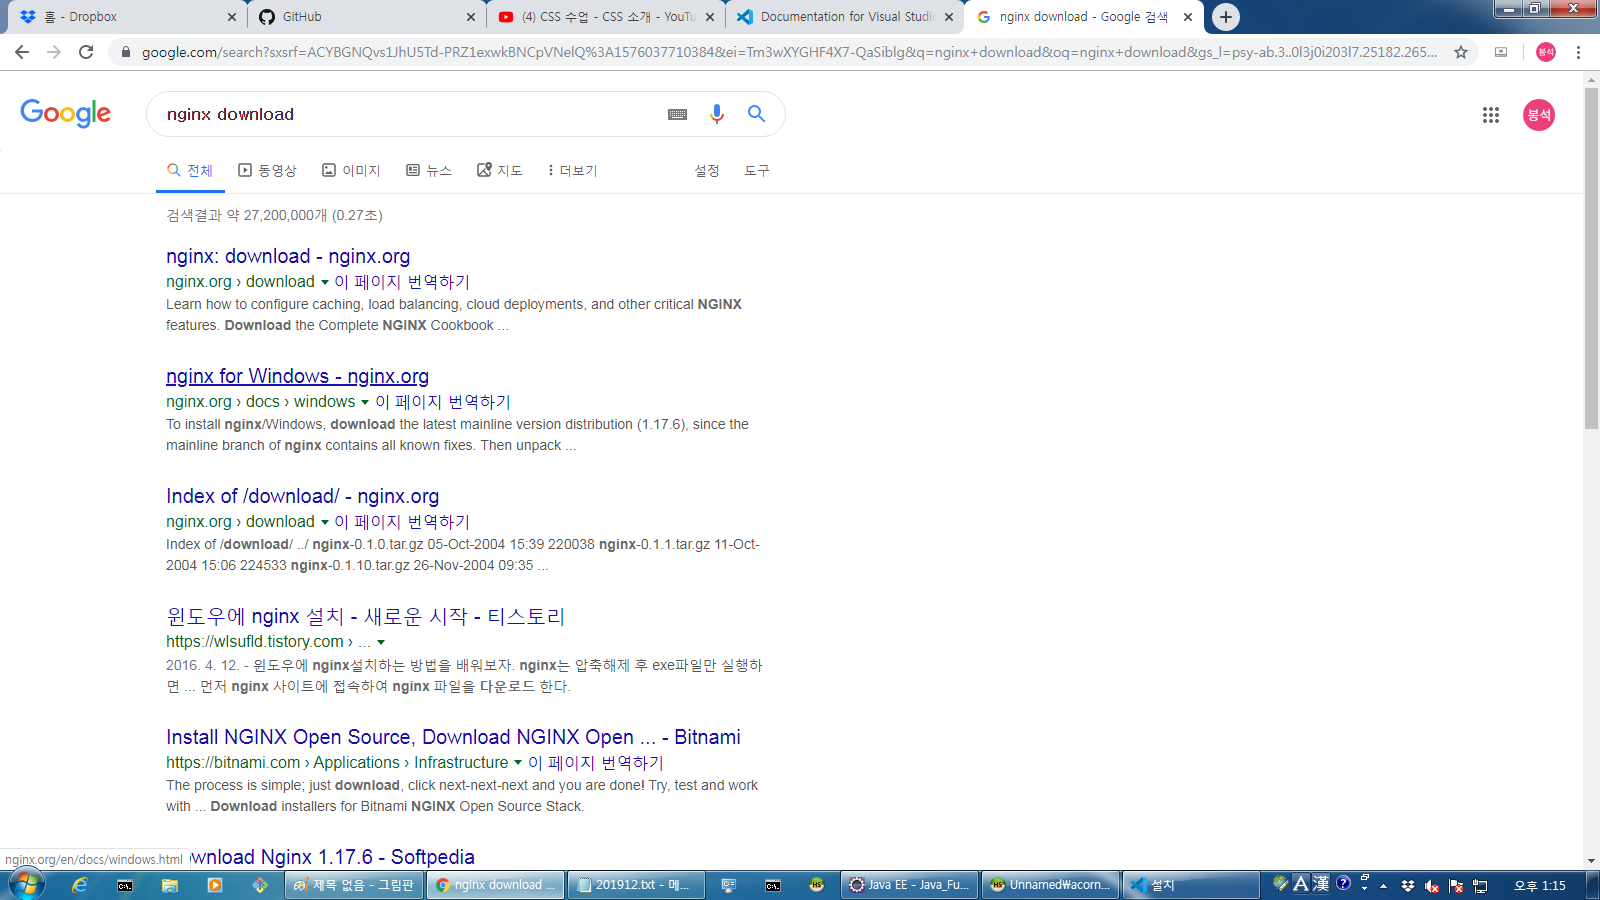 홈 - Dropbox
GitHub
(4) CSS 수업 - CSS 소개 - YouTu
Documentation for Visual Studio
nginx download - Google 검색
google.com/search?sxsrf=ACYBGNQvs1JhU5Td-PRZ1exwkBNCpVNelQ%3A1576037710384&ei=Tm3wXYGHF4X7-QaSiblg&q=nginx+download&oq=nginx+download&gs_l=psy-ab.3..0l3j0i203l7.25182.265...
봉석
Google
nginx download
봉석
전체
동영상
이미지
뉴스
지도
더보기
설정
도구
검색결과 약 27,200,000개 (0.27초)
nginx: download - nginx.org
nginx.org › download 이 페이지 번역하기
Learn how to configure caching, load balancing, cloud deployments, and other critical NGINX
features. Download the Complete NGINX Cookbook ...
nginx for Windows - nginx.org
nginx.org › docs › windows 이 페이지 번역하기
To install nginx/Windows, download the latest mainline version distribution (1.17.6), since the
mainline branch of nginx contains all known fixes. Then unpack ...
Index of /download/ - nginx.org
nginx.org › download 이 페이지 번역하기
Index of /download/ ../ nginx-0.1.0.tar.gz 05-Oct-2004 15:39 220038 nginx-0.1.1.tar.gz 11-Oct-
2004 15:06 224533 nginx-0.1.10.tar.gz 26-Nov-2004 09:35 ...
윈도우에 nginx 설치 - 새로운 시작 - 티스토리
https://wlsufld.tistory.com › ...
2016. 4. 12. - 윈도우에 nginx설치하는 방법을 배워보자. nginx는 압축해제 후 exe파일만 실행하
면 ... 먼저 nginx 사이트에 접속하여 nginx 파일을 다운로드 한다.
Install NGINX Open Source, Download NGINX Open ... - Bitnami
https://bitnami.com › Applications › Infrastructure 이 페이지 번역하기
The process is simple; just download, click next-next-next and you are done! Try, test and work
with ... Download installers for Bitnami NGINX Open Source Stack.
ownload Nginx 1.17.6 - Softpedia
nginx.org/en/docs/windows.html
제목 없음 - 그림판
nginx download ...
201912.txt - 메...
Java EE - Java_Fu...
Unnamed\acorn...
설치
A
漢
오후 1:15